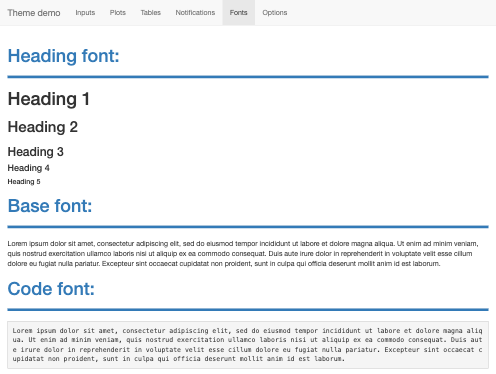 Theme demo Inputs Plots Tables Notifications Fonts Options
Heading font:
Heading 1
Heading 2
Heading 3
Heading 4
Heading 5
Base font:
Lorem ipsum dolor sit amet, consectetur adipiscing elit, sed do eiusmod tempor incididunt ut labore et dolore magna aliqua. Ut enim ad minim veniam,
quis nostrud exercitation ullamco laboris nisi ut aliquip ex ea commodo consequat. Duis aute irure dolor in reprehenderit in voluptate velit esse cillum
dolore eu fugiat nulla pariatur. Excepteur sint occaecat cupidatat non proident, sunt in culpa qui officia deserunt mollit anim id est laborum.
Code font:
Lorem ipsum dolor sit amet, consectetur adipiscing elit, sed do eiusmod tempor incididunt ut labore et dolore magna aliq
ua. Ut enim ad minim veniam, quis nostrud exercitation ullamco laboris nisi ut aliquip ex ea commodo consequat. Duis aut
e irure dolor in reprehenderit in voluptate velit esse cillum dolore eu fugiat nulla pariatur. Excepteur sint occaecat c
upidatat non proident, sunt in culpa qui officia deserunt mollit anim id est laborum.